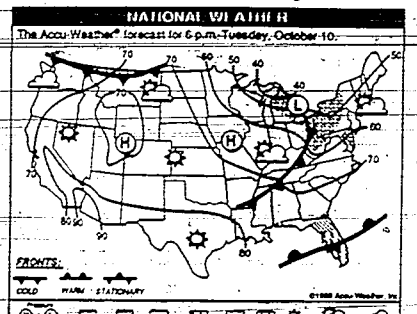 NATIONAL WEATHER
The Accu-Weather® forecast for 6 p.m. Tuesday, October 10.
70 70 60 50 40 50
70 40
L
60
H H
70
70
80 90 90
80
FRONTS:
COLD WARM STATIONARY
Accu-Weather, Inc.